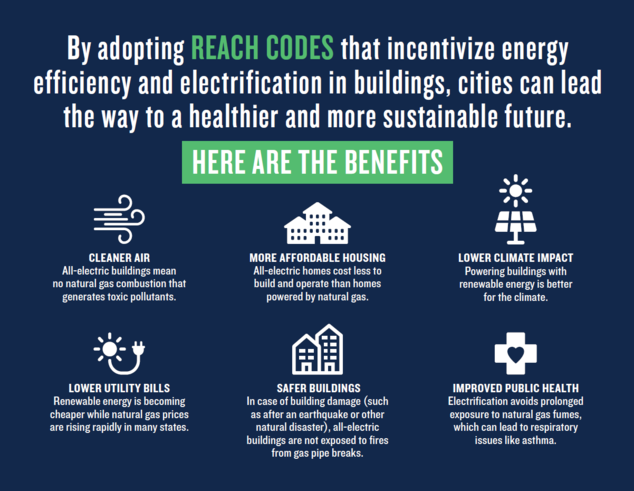 By adopting REACH CODES that incentivize energy
efficiency and electrification in buildings, cities can lead
the way to a healthier and more sustainable future.
HERE ARE THE BENEFITS
CLEANER AIR
All-electric buildings mean
no natural gas combustion that
generates toxic pollutants.
MORE AFFORDABLE HOUSING
All-electric homes cost less to
build and operate than homes
powered by natural gas.
LOWER CLIMATE IMPACT
Powering buildings with
renewable energy is better
for the climate.
LOWER UTILITY BILLS
Renewable energy is becoming
cheaper while natural gas prices
are rising rapidly in many states.
SAFER BUILDINGS
In case of building damage (such
as after an earthquake or other
natural disaster), all-electric
buildings are not exposed to fires
from gas pipe breaks.
IMPROVED PUBLIC HEALTH
Electrification avoids prolonged
exposure to natural gas fumes,
which can lead to respiratory
issues like asthma.